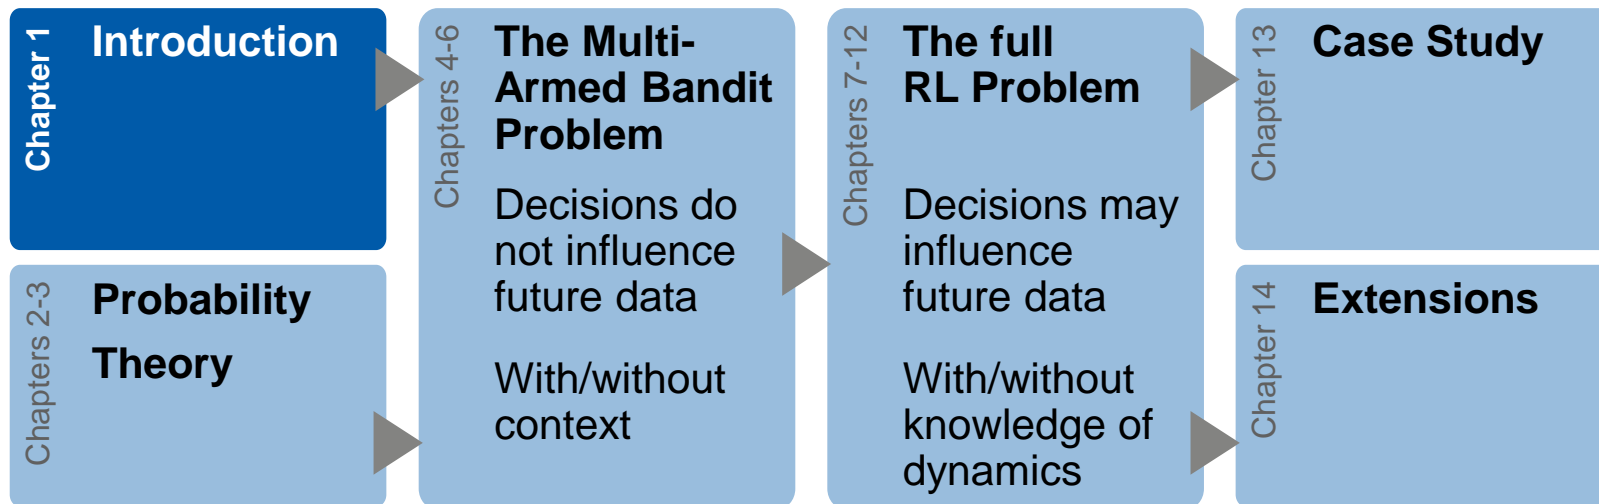 Chapter 1
Introduction
Chapters 2-3
Probability
Theory
Chapters 4-6
The Multi-
Armed Bandit
Problem
Decisions do
not influence
future data
With/without
context
Chapters 7-12
The full
RL Problem
Decisions may
influence
future data
With/without
knowledge of
dynamics
Chapter 13
Case Study
Chapter 14
Extensions